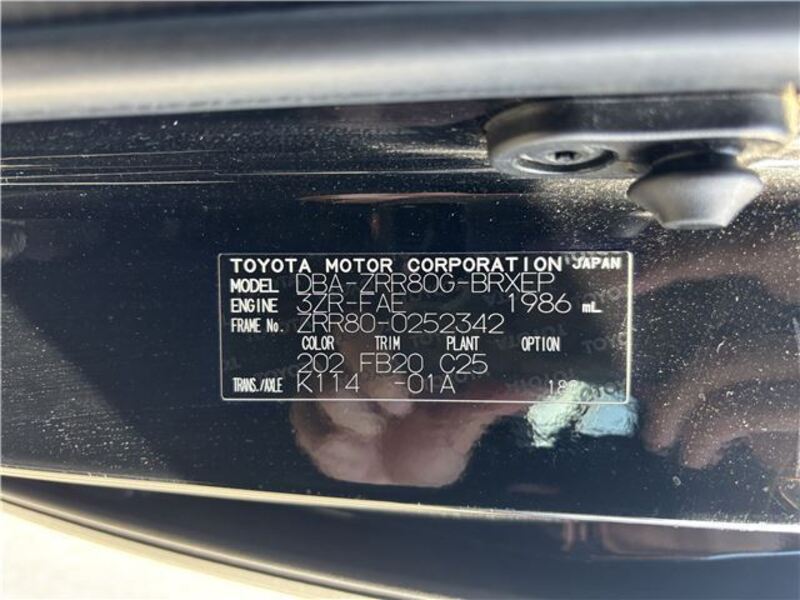 TOYOTA MOTOR CORPORATION JAPAN
MODEL DBA-ZRR80G-BRXEP
ENGINE 3ZR-FAE 1986 mL
FRAME No. ZRR80-0252342
COLOR TRIM PLANT OPTION
202 FB20 C25
TRANS./AXLE K114 -01A